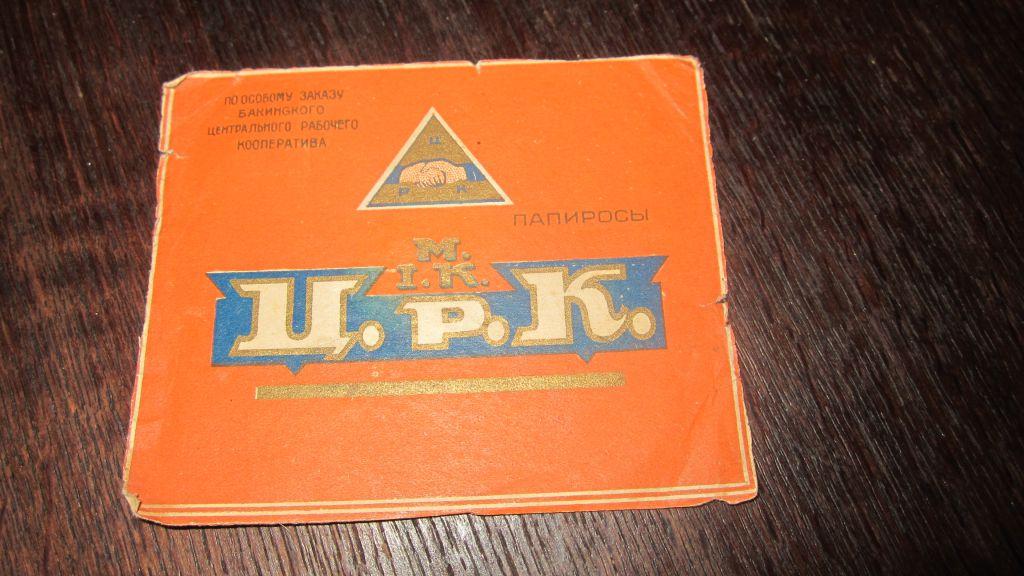 ПО ОСОБОМУ ЗАКАЗУ
БАКИНСКОГО
ЦЕНТРАЛЬНОГО РАБОЧЕГО
КООПЕРАТИВА
Ц
Р К
ПАПИРОСЫ
М.
І.К.
Ц.Р.К.